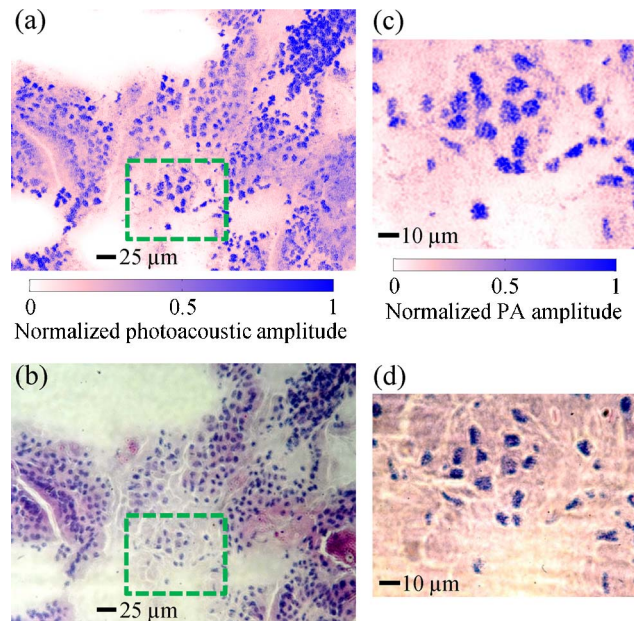 (a)
25 µm
0 0.5 1
Normalized photoacoustic amplitude
(b)
25 µm
(c)
10 µm
0 0.5 1
Normalized PA amplitude
(d)
10 µm